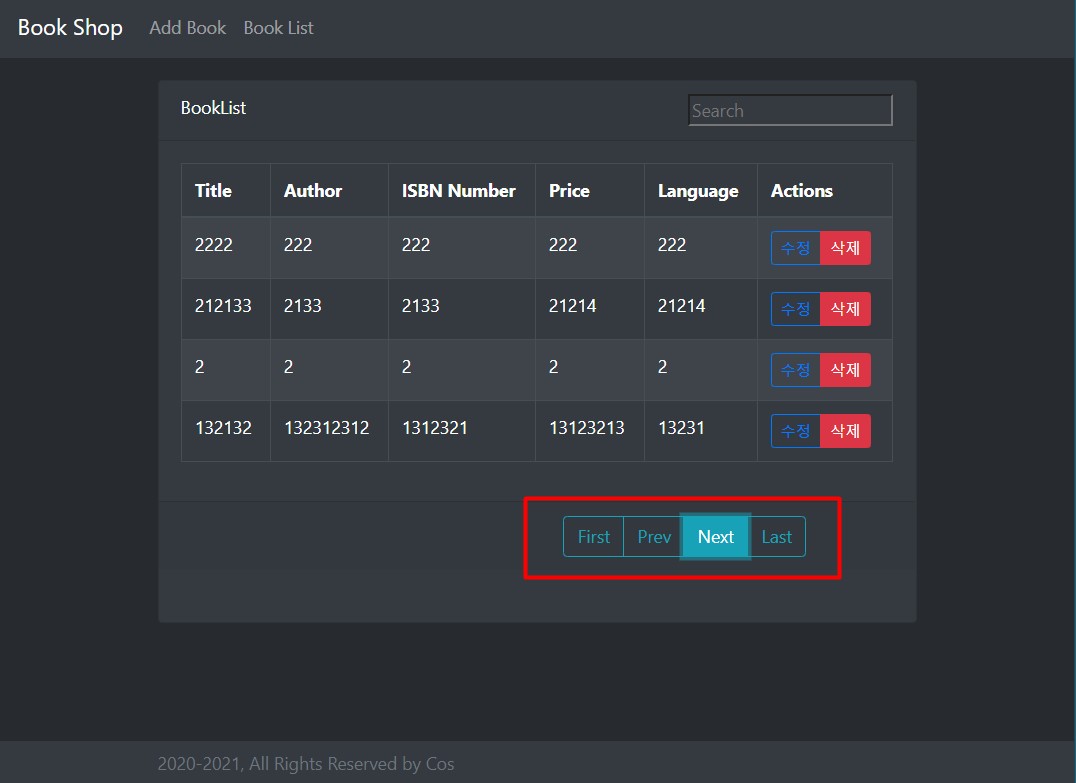 Book Shop Add Book Book List
BookList Search
Title Author ISBN Number Price Language Actions
2222 222 222 222 222 수정 삭제
212133 2133 2133 21214 21214 수정 삭제
2 2 2 2 2 수정 삭제
132132 132312312 1312321 13123213 13231 수정 삭제
First Prev Next Last
2020-2021, All Rights Reserved by Cos